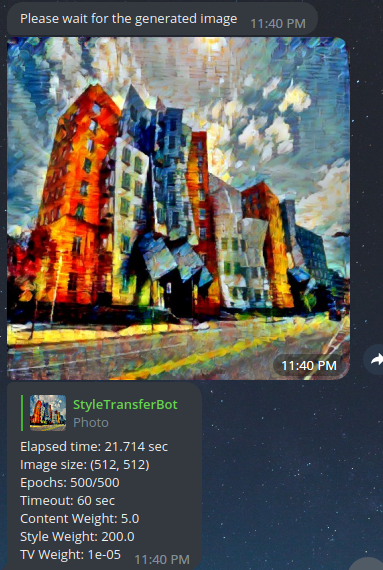 Please wait for the generated image 11:40 PM
11:40 PM
StyleTransferBot
Photo
Elapsed time: 21.714 sec
Image size: (512, 512)
Epochs: 500/500
Timeout: 60 sec
Content Weight: 5.0
Style Weight: 200.0
TV Weight: 1e-05 11:40 PM